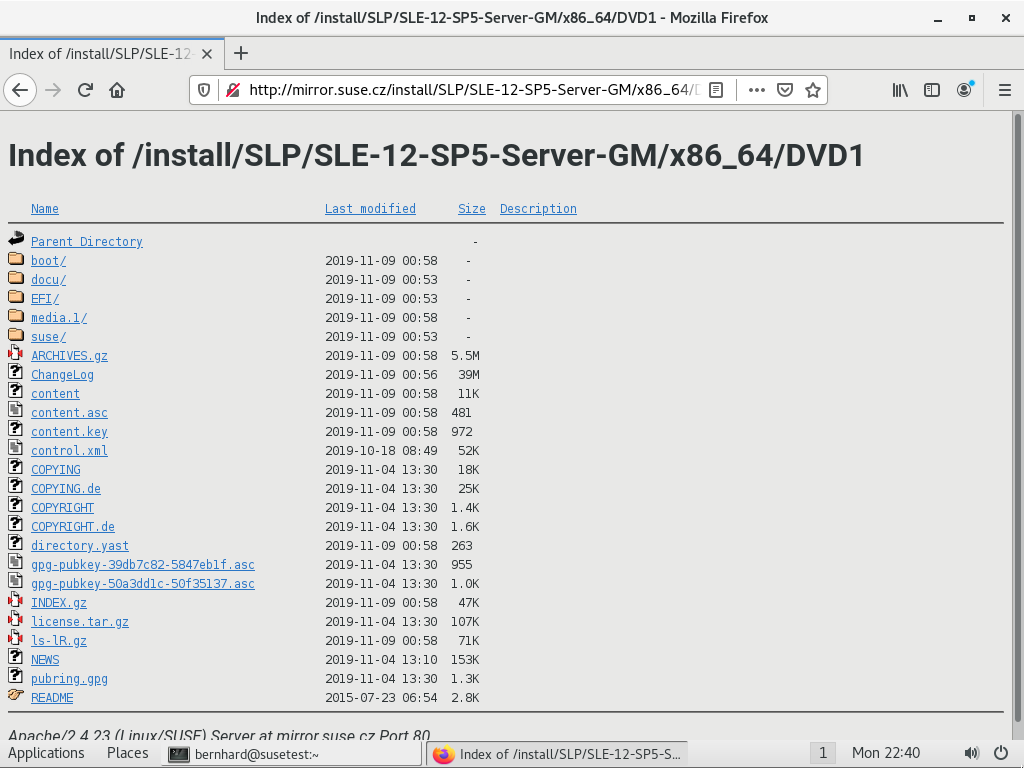 Index of /install/SLP/SLE-12-SP5-Server-GM/x86_64/DVD1 - Mozilla Firefox
Index of /install/SLP/SLE-12-
http://mirror.suse.cz/install/SLP/SLE-12-SP5-Server-GM/x86_64/D
Index of /install/SLP/SLE-12-SP5-Server-GM/x86_64/DVD1
Name Last modified Size Description
Parent Directory -
boot/ 2019-11-09 00:58 -
docu/ 2019-11-09 00:53 -
EFI/ 2019-11-09 00:53 -
media.1/ 2019-11-09 00:58 -
suse/ 2019-11-09 00:53 -
ARCHIVES.gz 2019-11-09 00:58 5.5M
ChangeLog 2019-11-09 00:56 39M
content 2019-11-09 00:58 11K
content.asc 2019-11-09 00:58 481
content.key 2019-11-09 00:58 972
control.xml 2019-10-18 08:49 52K
COPYING 2019-11-04 13:30 18K
COPYING.de 2019-11-04 13:30 25K
COPYRIGHT 2019-11-04 13:30 1.4K
COPYRIGHT.de 2019-11-04 13:30 1.6K
directory.yast 2019-11-09 00:58 263
gpg-pubkey-39db7c82-5847eb1f.asc 2019-11-04 13:30 955
gpg-pubkey-50a3dd1c-50f35137.asc 2019-11-04 13:30 1.0K
INDEX.gz 2019-11-09 00:58 47K
license.tar.gz 2019-11-04 13:30 107K
ls-lR.gz 2019-11-09 00:58 71K
NEWS 2019-11-04 13:10 153K
pubring.gpg 2019-11-04 13:30 1.3K
README 2015-07-23 06:54 2.8K
Apache/2.4.23 (Linux/SUSE) Server at mirror.suse.cz Port 80
Applications Places bernhard@susetest:~ Index of /install/SLP/SLE-12-SP5-S... 1 Mon 22:40